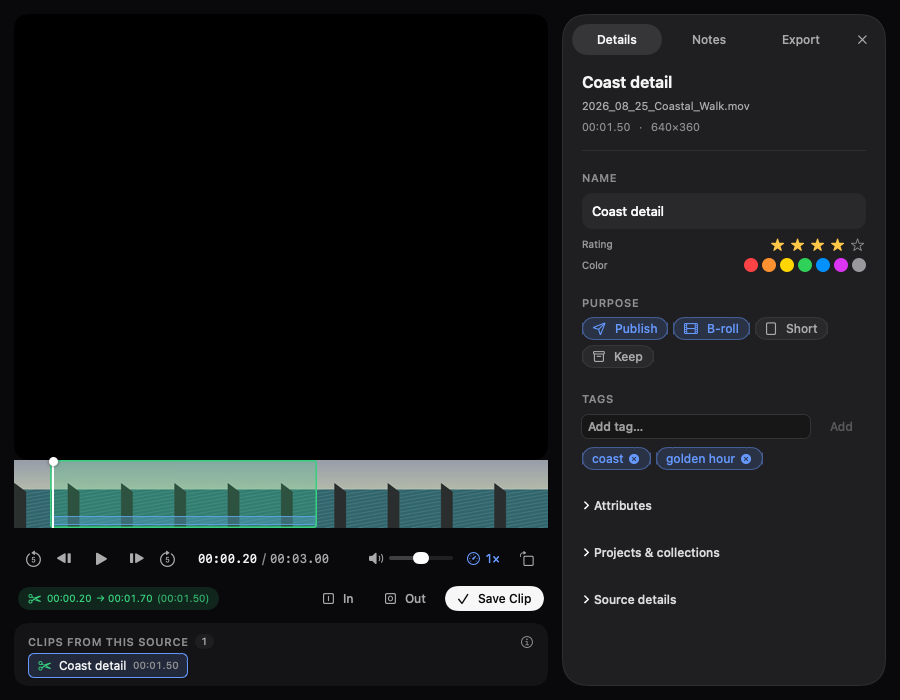 Details Notes Export
Coast detail
2026_08_25_Coastal_Walk.mov
00:01.50 · 640×360
NAME
Coast detail
Rating
Color
PURPOSE
Publish B-roll Short
Keep
TAGS
Add tag... Add
coast golden hour
Attributes
Projects & collections
Source details
5 5 00:00.20 / 00:03.00 1×
00:00.20 → 00:01.70 (00:01.50) In Out Save Clip
CLIPS FROM THIS SOURCE 1
Coast detail 00:01.50